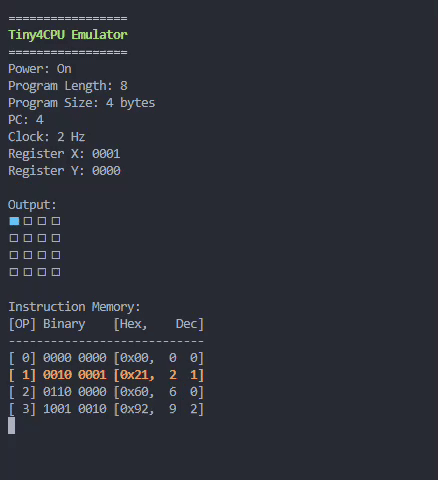 =================
Tiny4CPU Emulator
=================
Power: On
Program Length: 8
Program Size: 4 bytes
PC: 4
Clock: 2 Hz
Register X: 0001
Register Y: 0000
Output:
■ □ □ □
□ □ □ □
□ □ □ □
□ □ □ □
Instruction Memory:
[OP] Binary    [Hex,    Dec]
----------------------------
[ 0] 0000 0000 [0x00,  0  0]
[ 1] 0010 0001 [0x21,  2  1]
[ 2] 0110 0000 [0x60,  6  0]
[ 3] 1001 0010 [0x92,  9  2]